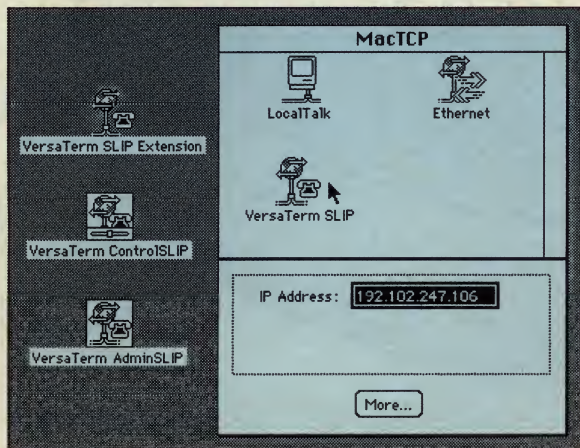 MacTCP
LocalTalk
Ethernet
VersaTerm SLIP
VersaTerm SLIP Extension
VersaTerm ControlSLIP
VersaTerm AdminSLIP
IP Address: 192.102.247.106
More...